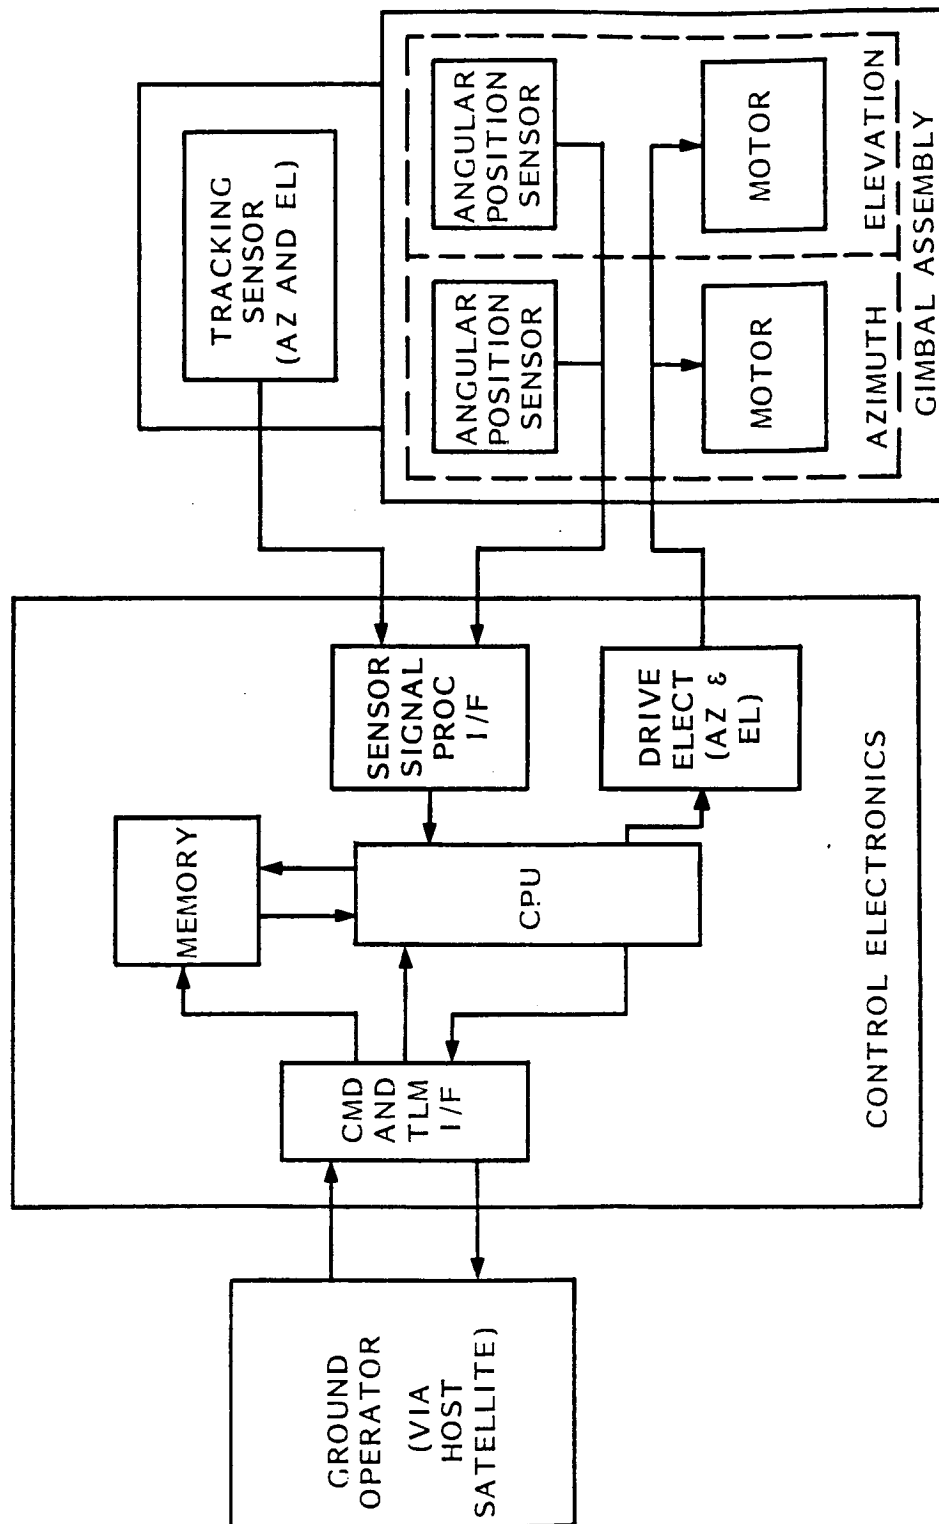 GROUND
OPERATOR
(VIA
HOST
SATELLITE)
CMD
AND
TLM
I/F
MEMORY
CPU
SENSOR
SIGNAL
PROC
I/F
DRIVE
ELECT
(AZ &
EL)
CONTROL ELECTRONICS
TRACKING
SENSOR
(AZ AND EL)
ANGULAR
POSITION
SENSOR
ANGULAR
POSITION
SENSOR
MOTOR
MOTOR
AZIMUTH
ELEVATION
GIMBAL ASSEMBLY